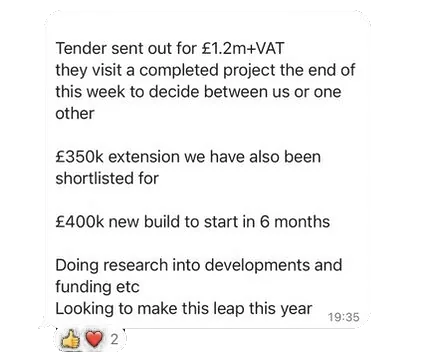 Tender sent out for £1.2m+VAT
they visit a completed project the end of
this week to decide between us or one
other
£350k extension we have also been
shortlisted for
£400k new build to start in 6 months
Doing research into developments and
funding etc
Looking to make this leap this year
19:35
2